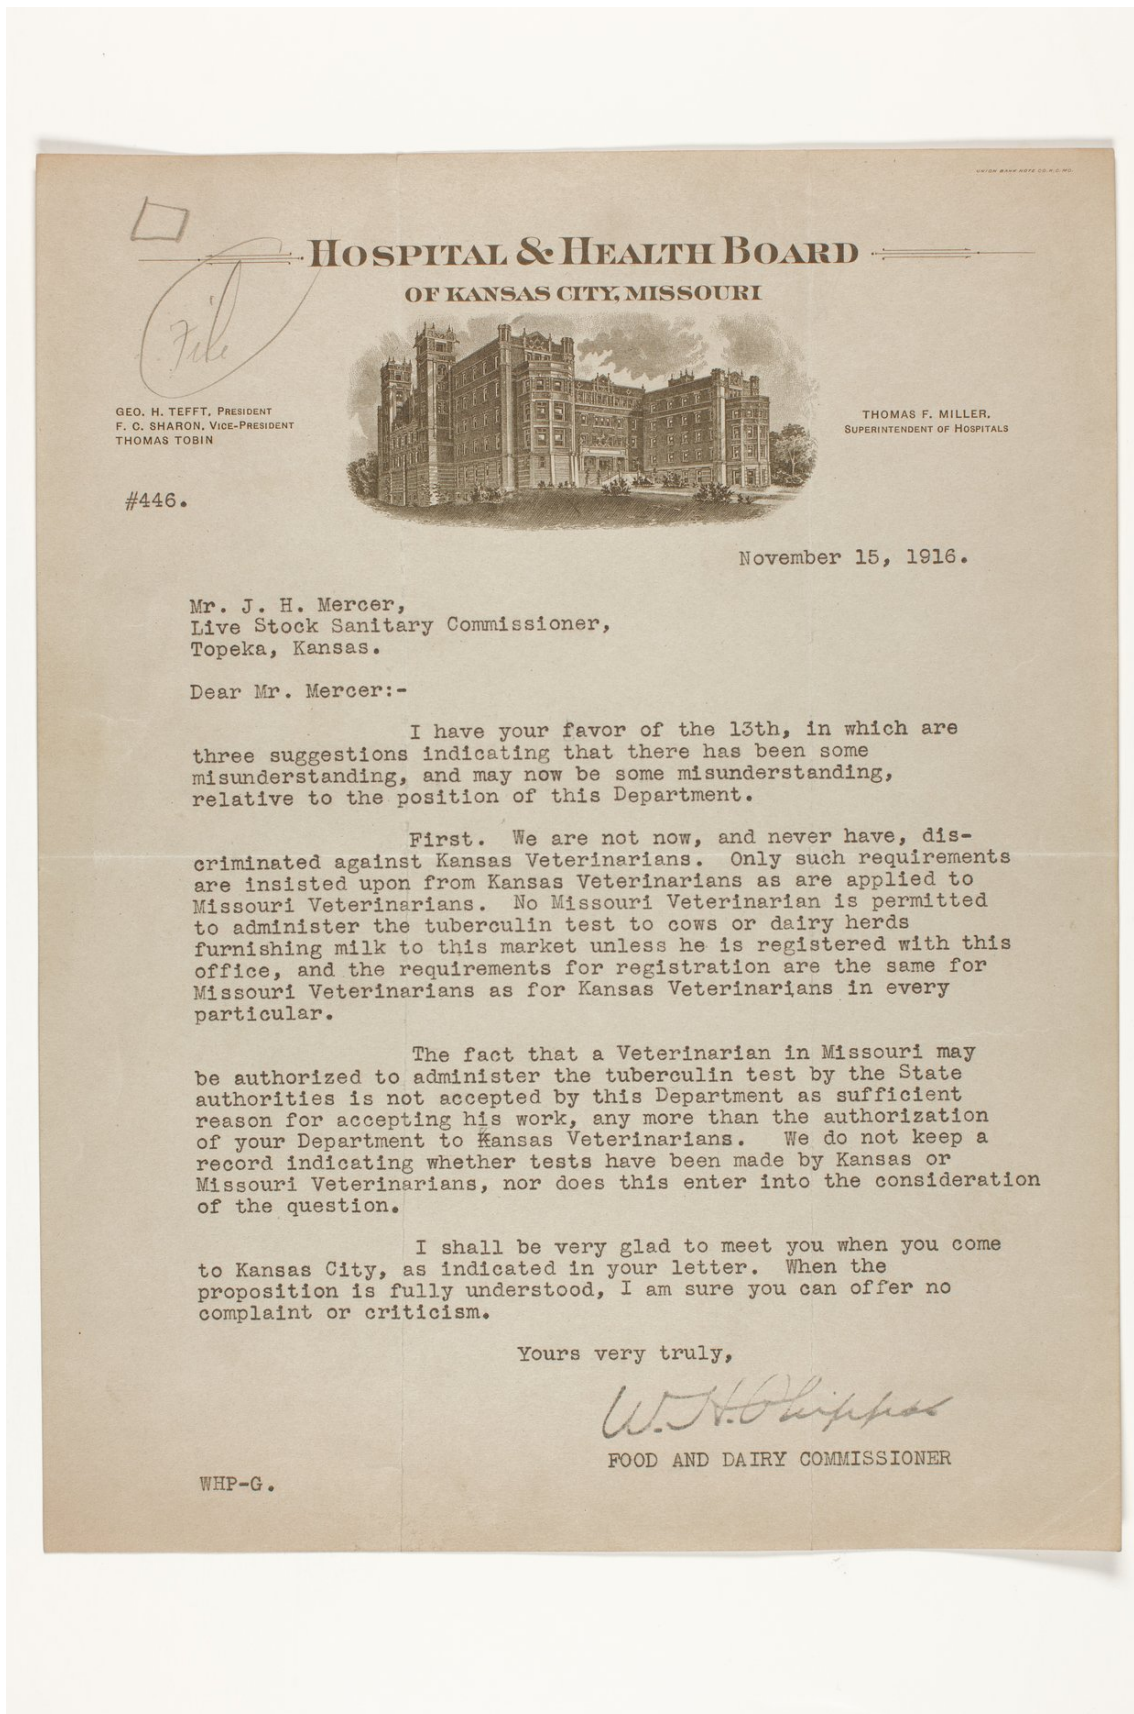 UNION BANK NOTE CO. K.C. MO.
HOSPITAL & HEALTH BOARD
OF KANSAS CITY, MISSOURI
File
GEO. H. TEFFT, PRESIDENT
F. C. SHARON, VICE-PRESIDENT
THOMAS TOBIN
THOMAS F. MILLER,
SUPERINTENDENT OF HOSPITALS
#446.
November 15, 1916.
Mr. J. H. Mercer,
Live Stock Sanitary Commissioner,
Topeka, Kansas.
Dear Mr. Mercer:-
I have your favor of the 13th, in which are
three suggestions indicating that there has been some
misunderstanding, and may now be some misunderstanding,
relative to the position of this Department.
First. We are not now, and never have, dis-
criminated against Kansas Veterinarians. Only such requirements
are insisted upon from Kansas Veterinarians as are applied to
Missouri Veterinarians. No Missouri Veterinarian is permitted
to administer the tuberculin test to cows or dairy herds
furnishing milk to this market unless he is registered with this
office, and the requirements for registration are the same for
Missouri Veterinarians as for Kansas Veterinarians in every
particular.
The fact that a Veterinarian in Missouri may
be authorized to administer the tuberculin test by the State
authorities is not accepted by this Department as sufficient
reason for accepting his work, any more than the authorization
of your Department to Kansas Veterinarians. We do not keep a
record indicating whether tests have been made by Kansas or
Missouri Veterinarians, nor does this enter into the consideration
of the question.
I shall be very glad to meet you when you come
to Kansas City, as indicated in your letter. When the
proposition is fully understood, I am sure you can offer no
complaint or criticism.
Yours very truly,
W. H. Phipps
FOOD AND DAIRY COMMISSIONER
WHP-G.